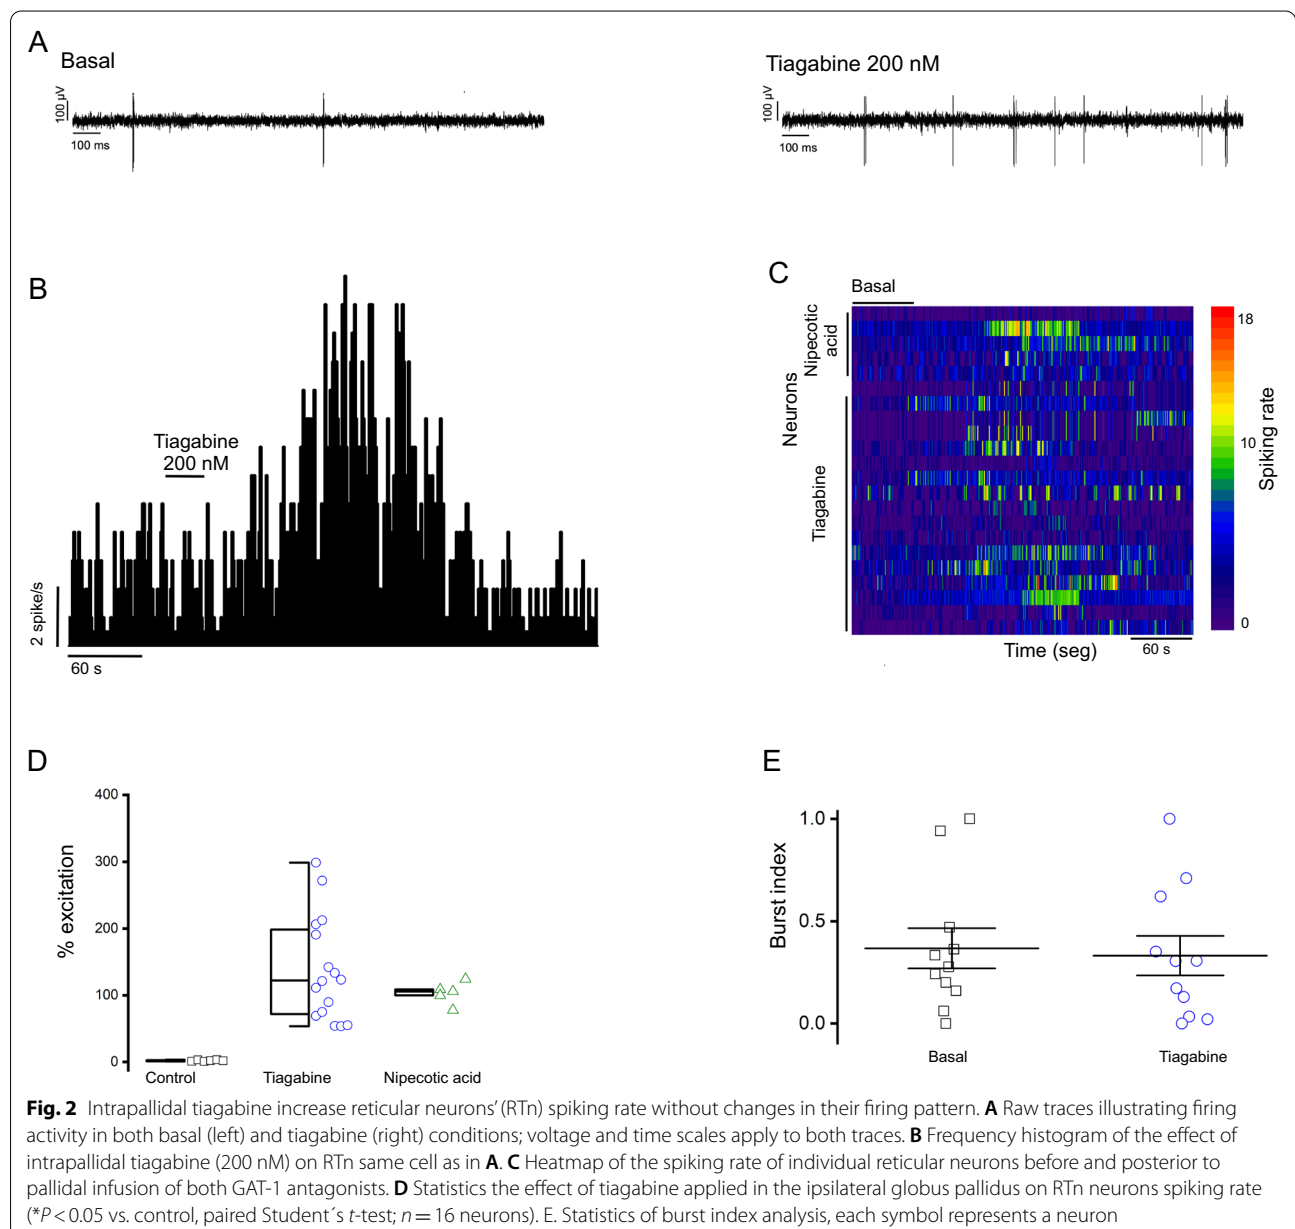 A
Basal
100 µV
100 ms
Tiagabine 200 nM
100 µV
100 ms
B
Tiagabine
200 nM
2 spike/s
60 s
C
Basal
Nipecotic
acid
Neurons
Tiagabine
18
10
0
Spiking rate
Time (seg)
60 s
D
400
300
200
100
0
% excitation
Control
Tiagabine
Nipecotic acid
E
1.0
0.5
0.0
Burst index
Basal
Tiagabine
Fig. 2 Intrapallidal tiagabine increase reticular neurons' (RTn) spiking rate without changes in their firing pattern. A Raw traces illustrating firing
activity in both basal (left) and tiagabine (right) conditions; voltage and time scales apply to both traces. B Frequency histogram of the effect of
intrapallidal tiagabine (200 nM) on RTn same cell as in A. C Heatmap of the spiking rate of individual reticular neurons before and posterior to
pallidal infusion of both GAT-1 antagonists. D Statistics the effect of tiagabine applied in the ipsilateral globus pallidus on RTn neurons spiking rate
(*P < 0.05 vs. control, paired Student´s t-test; n = 16 neurons). E. Statistics of burst index analysis, each symbol represents a neuron